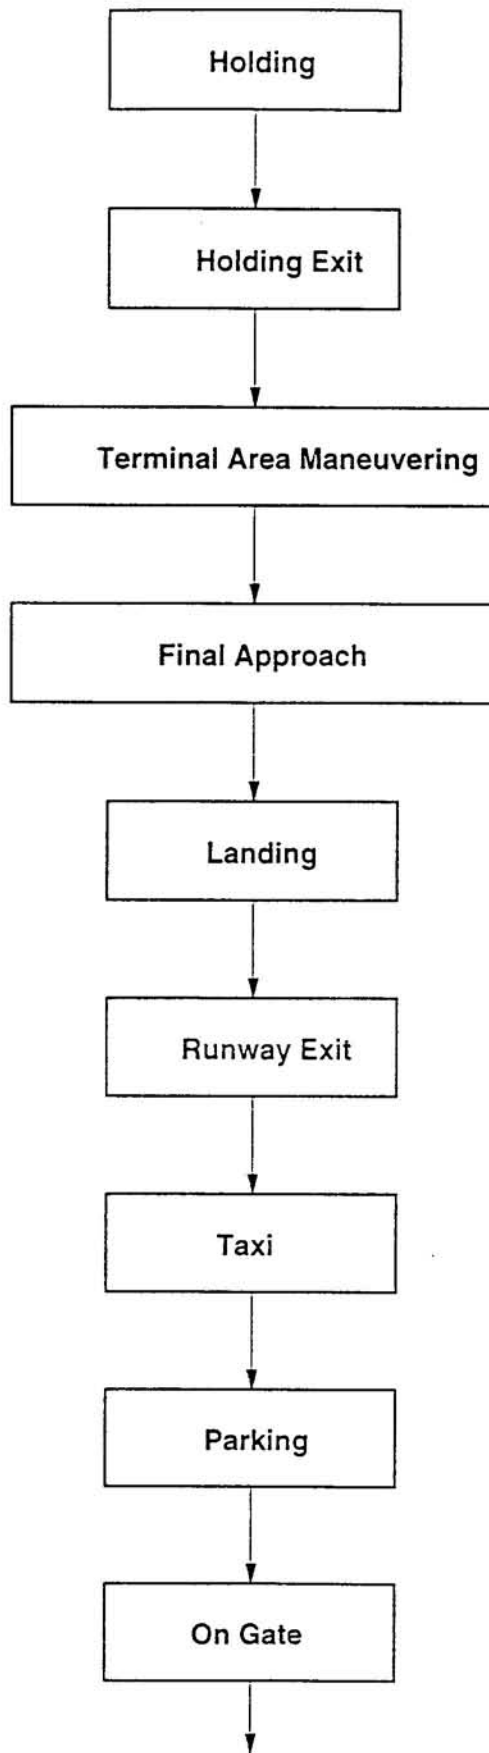 Holding
Holding Exit
Terminal Area Maneuvering
Final Approach
Landing
Runway Exit
Taxi
Parking
On Gate